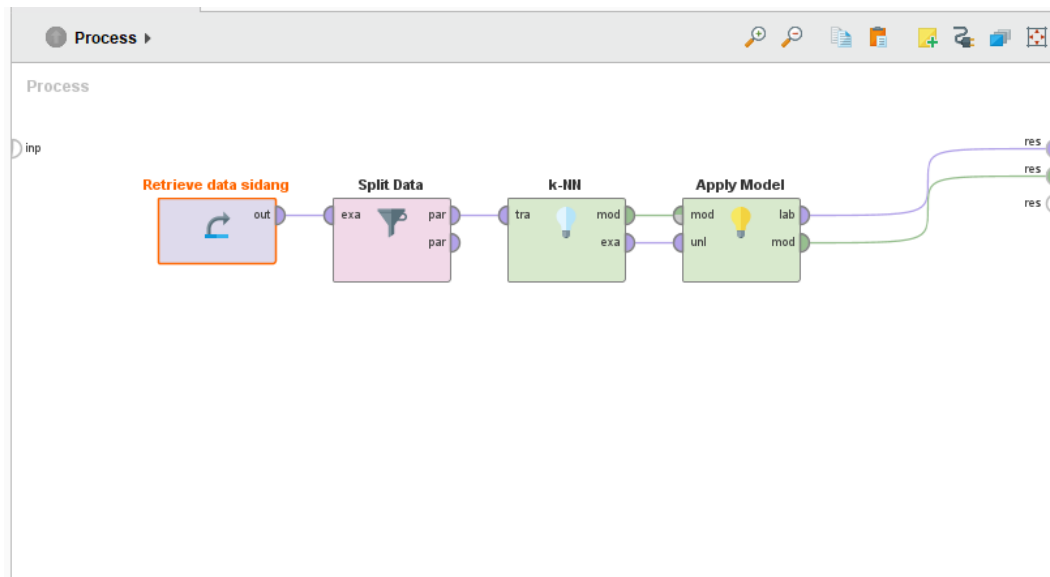 Process
Process
inp
res
res
res
Retrieve data sidang
out
Split Data
exa
par
par
k-NN
tra
mod
exa
Apply Model
mod
lab
unl
mod